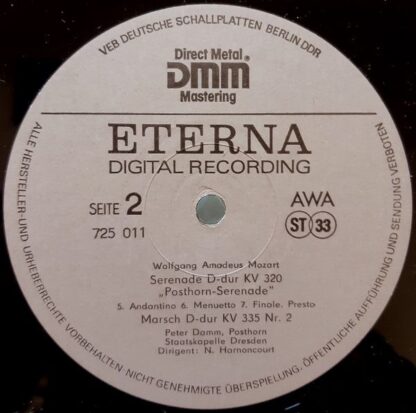 VEB DEUTSCHE SCHALLPLATTEN BERLIN DDR
Direct Metal
DMM®
Mastering
ETERNA
DIGITAL RECORDING
SEITE 2
AWA
725 011
ST 33
Wolfgang Amadeus Mozart
Serenade D-dur KV 320
„Posthorn-Serenade"
5. Andantino 6. Menuetto 7. Finale. Presto
Marsch D-dur KV 335 Nr. 2
Peter Damm, Posthorn
Staatskapelle Dresden
Dirigent: N. Harnoncourt
ALLE HERSTELLER- UND URHEBERRECHTE VORBEHALTEN NICHT GENEHMIGTE ÜBERSPIELUNG, ÖFFENTLICHE AUFFÜHRUNG UND SENDUNG VERBOTEN